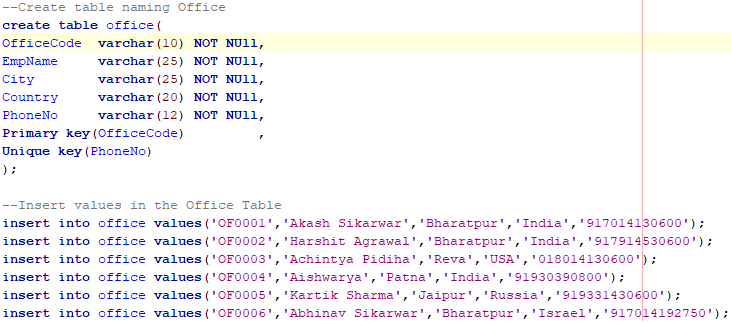 --Create table naming Office
create table office(
OfficeCode  varchar(10) NOT NUll,
EmpName     varchar(25) NOT NUll,
City        varchar(25) NOT NUll,
Country     varchar(20) NOT NUll,
PhoneNo     varchar(12) NOT NUll,
Primary key(OfficeCode)         ,
Unique key(PhoneNo)
);
--Insert values in the Office Table
insert into office values('OF0001','Akash Sikarwar','Bharatpur','India','917014130600');
insert into office values('OF0002','Harshit Agrawal','Bharatpur','India','917914530600');
insert into office values('OF0003','Achintya Pidiha','Reva','USA','018014130600');
insert into office values('OF0004','Aishwarya','Patna','India','91930390800');
insert into office values('OF0005','Kartik Sharma','Jaipur','Russia','919331430600');
insert into office values('OF0006','Abhinav Sikarwar','Bharatpur','Israel','917014192750');